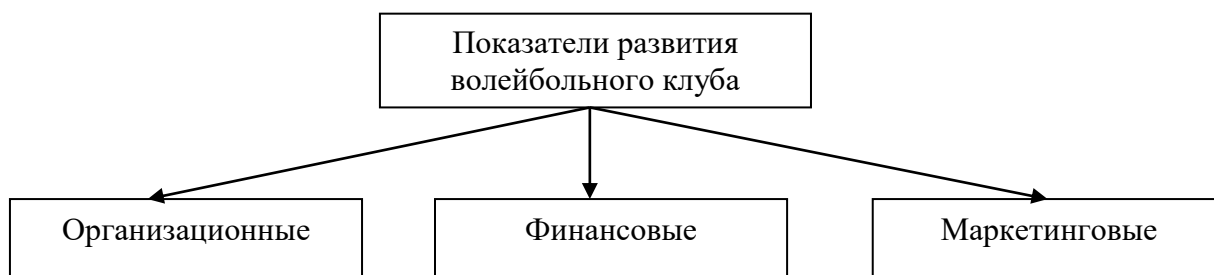 Показатели развития
волейбольного клуба
Организационные
Финансовые
Маркетинговые